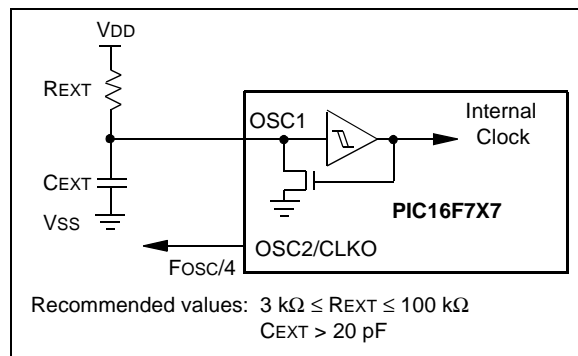 VDD
REXT
OSC1
Internal
Clock
CEXT
PIC16F7X7
VSS
OSC2/CLKO
FOSC/4
Recommended values: 3 kΩ ≤ REXT ≤ 100 kΩ
CEXT > 20 pF